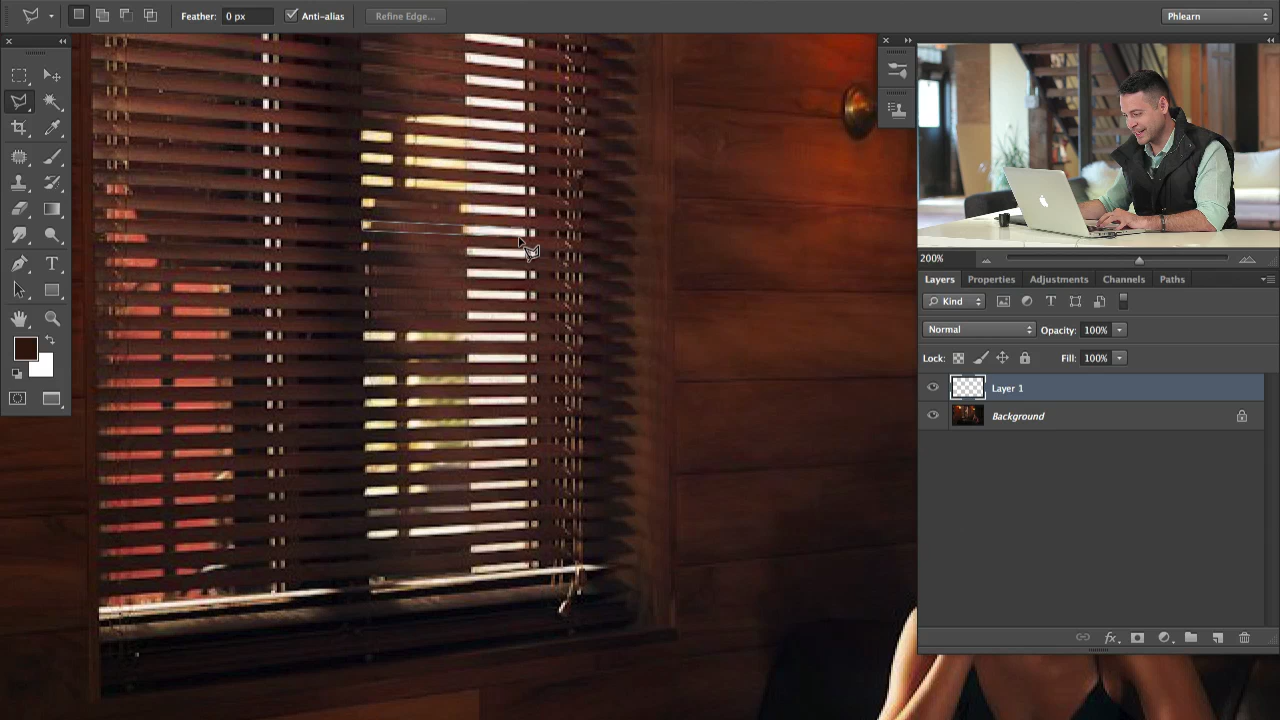 Feather: 0 px Anti-alias Refine Edge... Phlearn
200%
Layers Properties Adjustments Channels Paths
Kind T
Normal Opacity: 100%
Lock: Fill: 100%
Layer 1
Background
fx
T